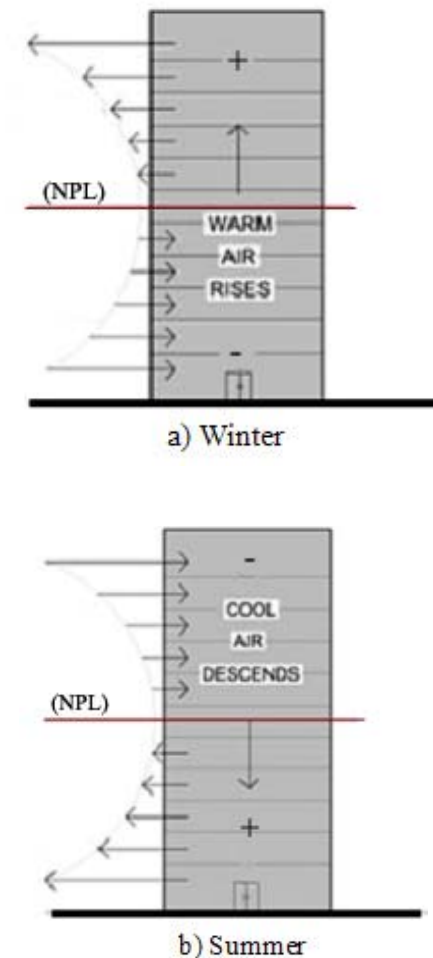 +
(NPL)
WARM
AIR
RISES
-
a) Winter
-
COOL
AIR
DESCENDS
(NPL)
+
b) Summer